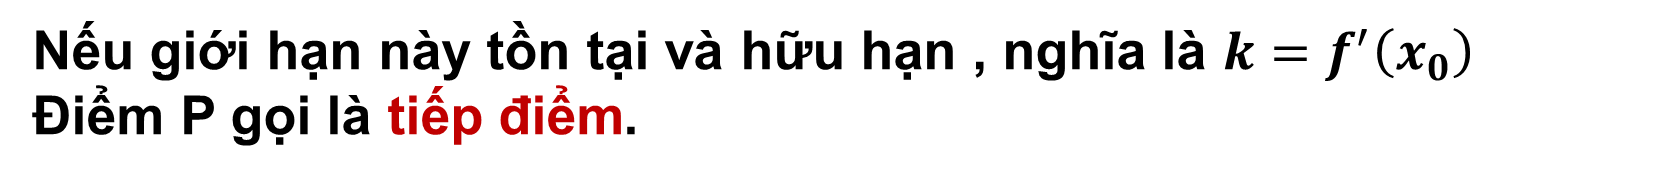 Nếu giới hạn này tồn tại và hữu hạn , nghĩa là k = f′(x₀)
Điểm P gọi là tiếp điểm.